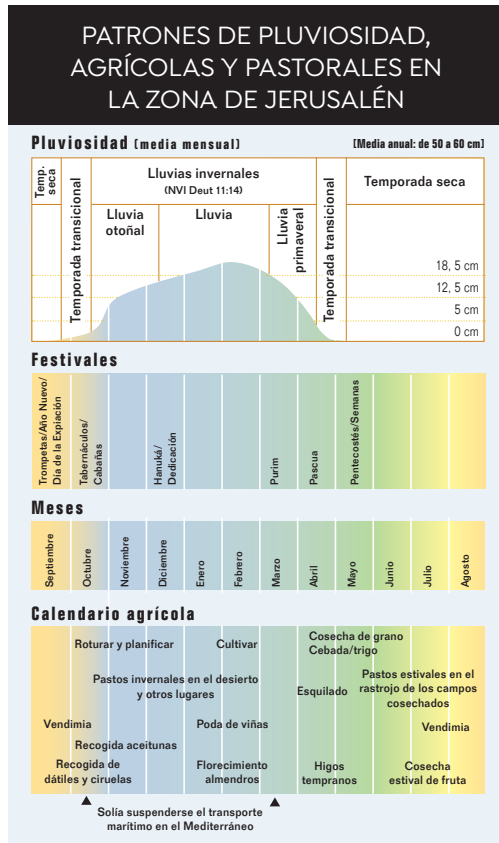 PATRONES DE PLUVIOSIDAD,
AGRÍCOLAS Y PASTORALES EN
LA ZONA DE JERUSALÉN
Pluviosidad (media mensual)
[Media anual: de 50 a 60 cm]
Temp.
seca
Temporada transicional
Lluvias invernales
(NVI Deut 11:14)
Lluvia
otoñal
Lluvia
Lluvia
primaveral
Temporada transicional
Temporada seca
18, 5 cm
12, 5 cm
5 cm
0 cm
Festivales
Trompetas/Año Nuevo/
Día de la Expiación
Tabernáculos/
Cabañas
Hanuká/
Dedicación
Purim
Pascua
Pentecostés/Semanas
Meses
Septiembre
Octubre
Noviembre
Diciembre
Enero
Febrero
Marzo
Abril
Mayo
Junio
Julio
Agosto
Calendario agrícola
Roturar y planificar
Cultivar
Cosecha de grano
Cebada/trigo
Pastos invernales en el desierto
y otros lugares
Esquilado
Pastos estivales en el
rastrojo de los campos
cosechados
Vendimia
Poda de viñas
Vendimia
Recogida aceitunas
Recogida de
dátiles y ciruelas
Florecimiento
almendros
Higos
tempranos
Cosecha
estival de fruta
Solía suspenderse el transporte
marítimo en el Mediterráneo